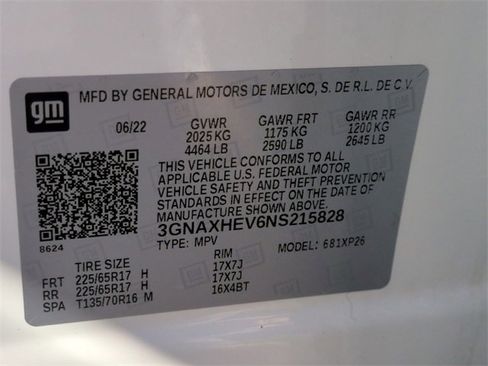 gm
MFD BY GENERAL MOTORS DE MEXICO, S. DE R.L. DE C.V.
06/22 GVWR GAWR FRT GAWR RR
2025 KG 1175 KG 1200 KG
4464 LB 2590 LB 2645 LB
THIS VEHICLE CONFORMS TO ALL
APPLICABLE U.S. FEDERAL MOTOR
VEHICLE SAFETY AND THEFT PREVENTION
STANDARDS IN EFFECT ON THE DATE OF
MANUFACTURE SHOWN ABOVE.
3GNAXHEV6NS215828
8624
TYPE: MPV MODEL: 681XP26
TIRE SIZE RIM
FRT 225/65R17 H 17X7J
RR 225/65R17 H 17X7J
SPA T135/70R16 M 16X4BT